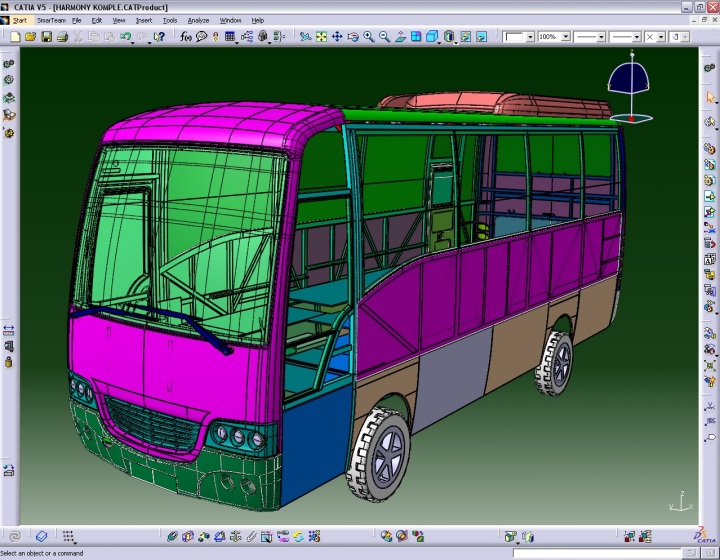 CATIA V5 - [HARMONY KOMPLE.CATProduct]
Start SmarTeam File Edit View Insert Tools Analyze Window Help
f(x) 100%
z
z
x
CATIA
Select an object or a command